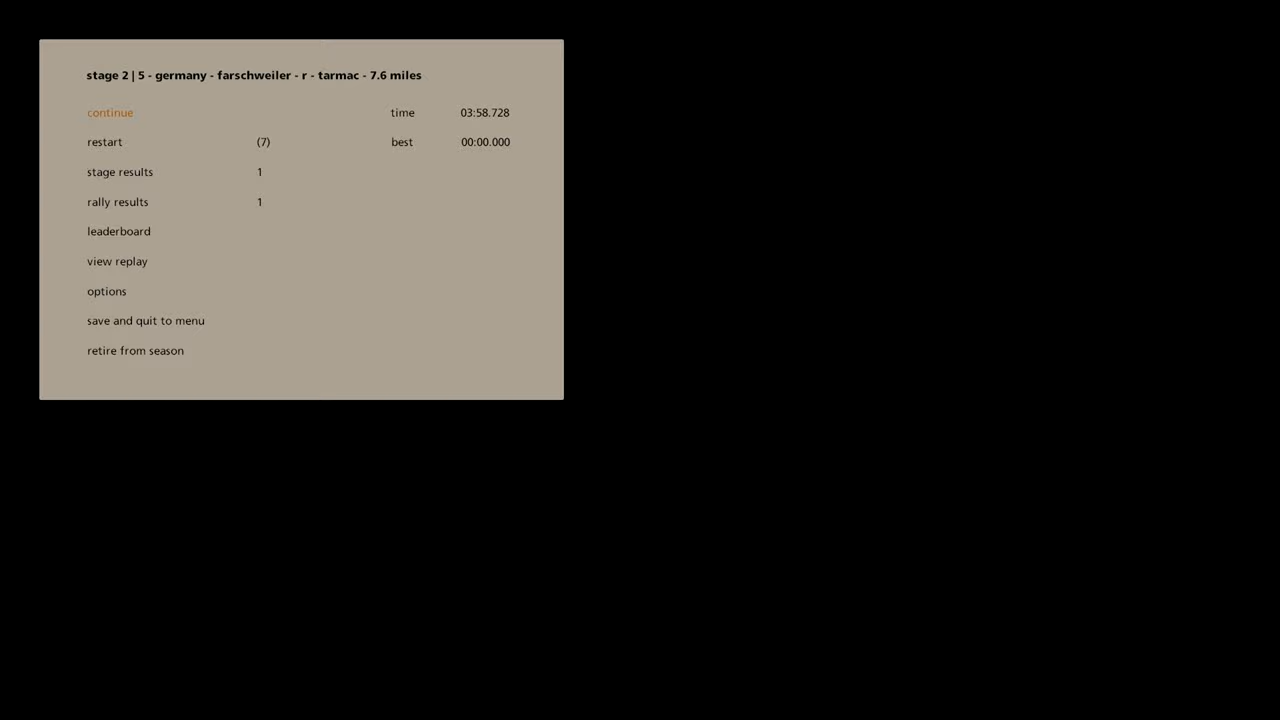 stage 2 | 5 - germany - farschweiler - r - tarmac - 7.6 miles
continue time 03:58.728
restart (7) best 00:00.000
stage results 1
rally results 1
leaderboard
view replay
options
save and quit to menu
retire from season